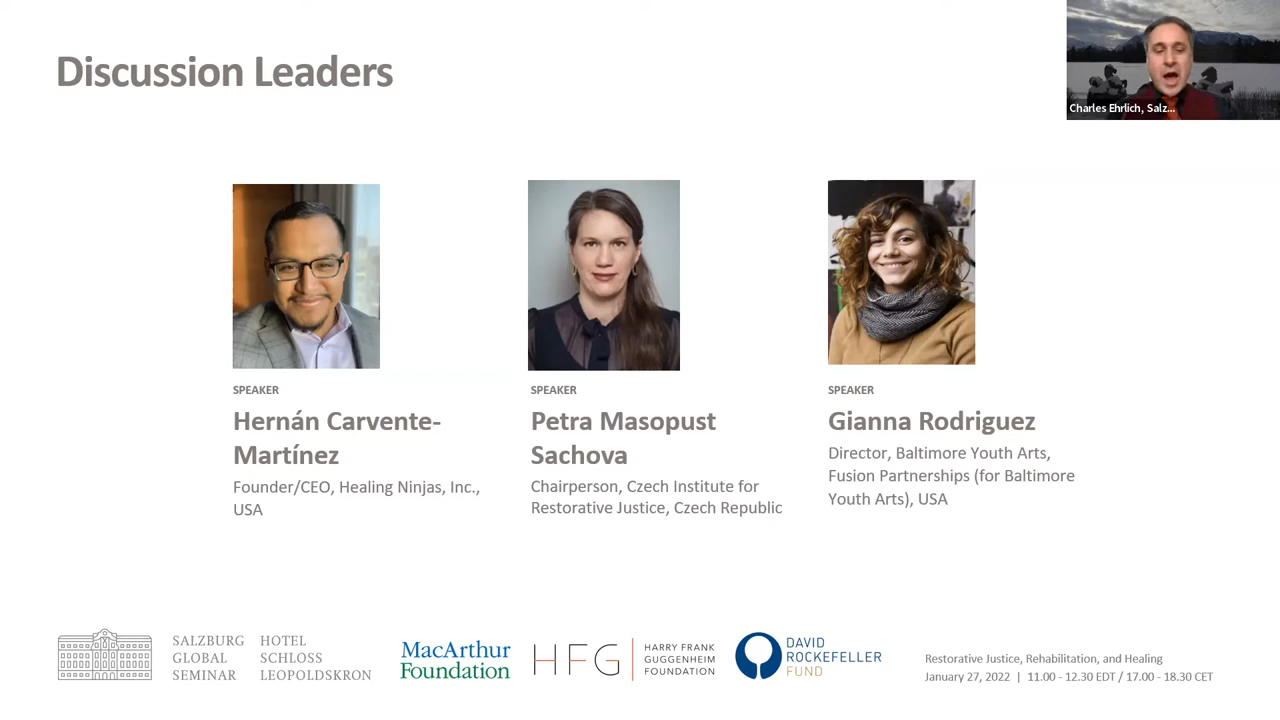 Discussion Leaders
Charles Ehrlich, Salz...
SPEAKER
Hernán Carvente-
Martínez
Founder/CEO, Healing Ninjas, Inc.,
USA
SPEAKER
Petra Masopust
Sachova
Chairperson, Czech Institute for
Restorative Justice, Czech Republic
SPEAKER
Gianna Rodriguez
Director, Baltimore Youth Arts,
Fusion Partnerships (for Baltimore
Youth Arts), USA
SALZBURG
GLOBAL
SEMINAR
HOTEL
SCHLOSS
LEOPOLDSKRON
MacArthur
Foundation
HFG
HARRY FRANK
GUGGENHEIM
FOUNDATION
DAVID
ROCKEFELLER
FUND
Restorative Justice, Rehabilitation, and Healing
January 27, 2022 | 11.00 - 12.30 EDT / 17.00 - 18.30 CET